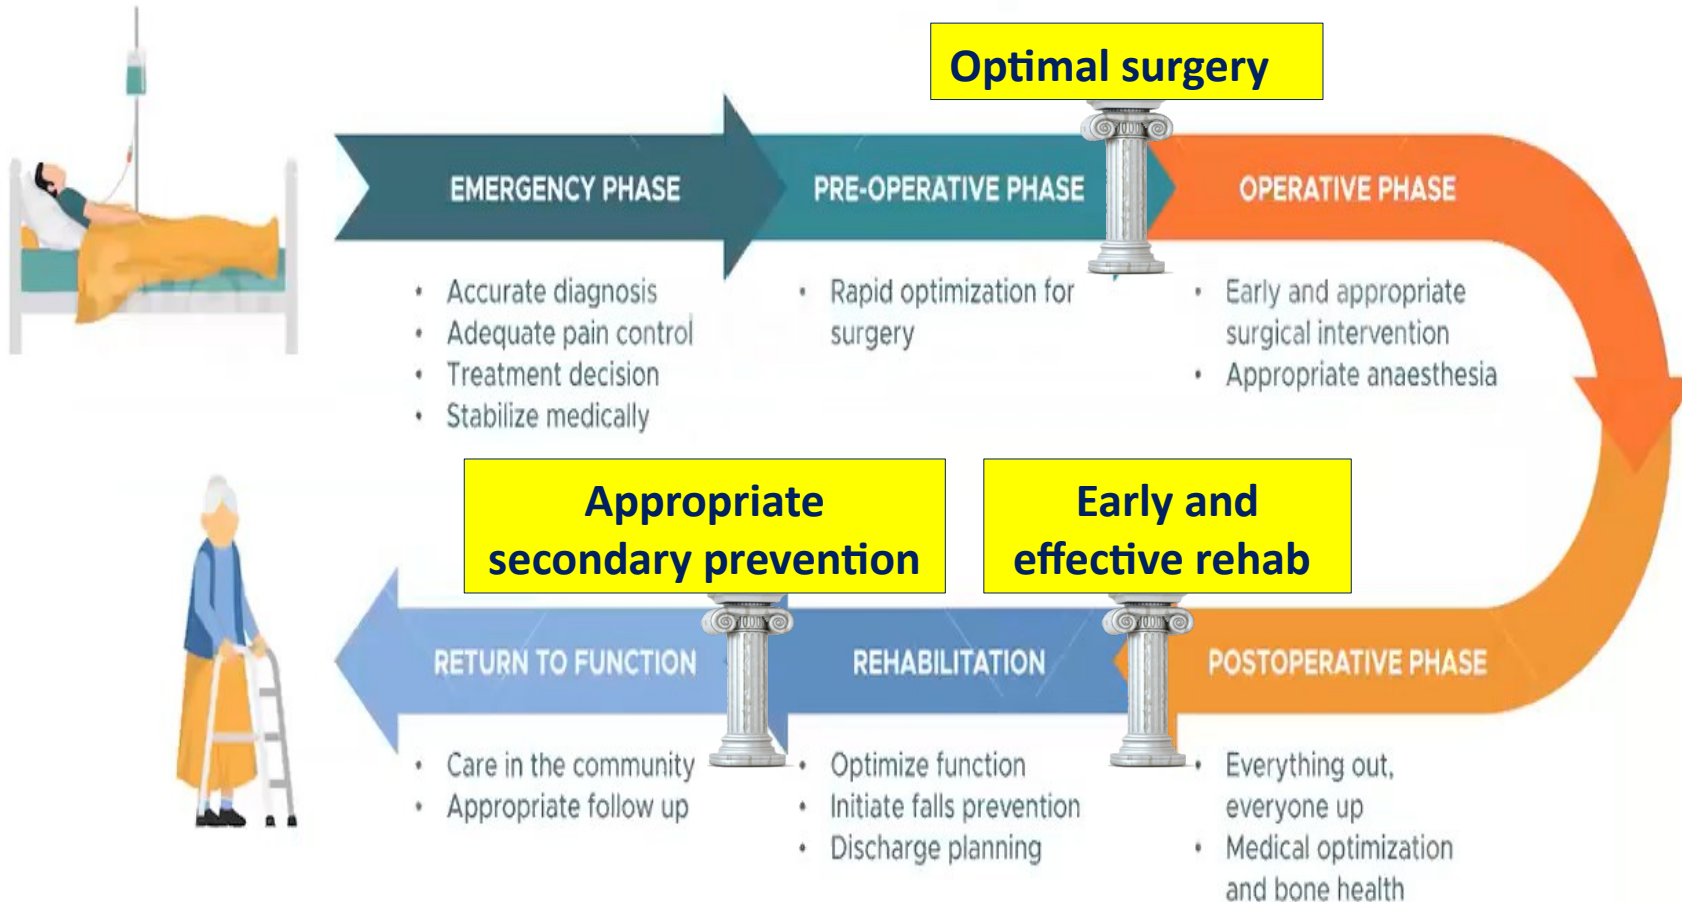 Optimal surgery
EMERGENCY PHASE
PRE-OPERATIVE PHASE
OPERATIVE PHASE
• Accurate diagnosis
• Adequate pain control
• Treatment decision
• Stabilize medically
• Rapid optimization for
surgery
• Early and appropriate
surgical intervention
• Appropriate anaesthesia
Appropriate
secondary prevention
Early and
effective rehab
RETURN TO FUNCTION
REHABILITATION
POSTOPERATIVE PHASE
• Care in the community
• Appropriate follow up
• Optimize function
• Initiate falls prevention
• Discharge planning
• Everything out,
everyone up
• Medical optimization
and bone health